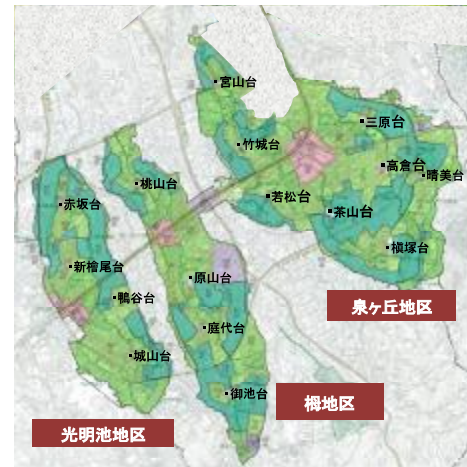 宮山台
三原台
竹城台
高倉台
晴美台
桃山台
若松台
赤坂台
茶山台
槇塚台
新檜尾台
原山台
鴨谷台
泉ヶ丘地区
庭代台
城山台
御池台
栂地区
光明池地区